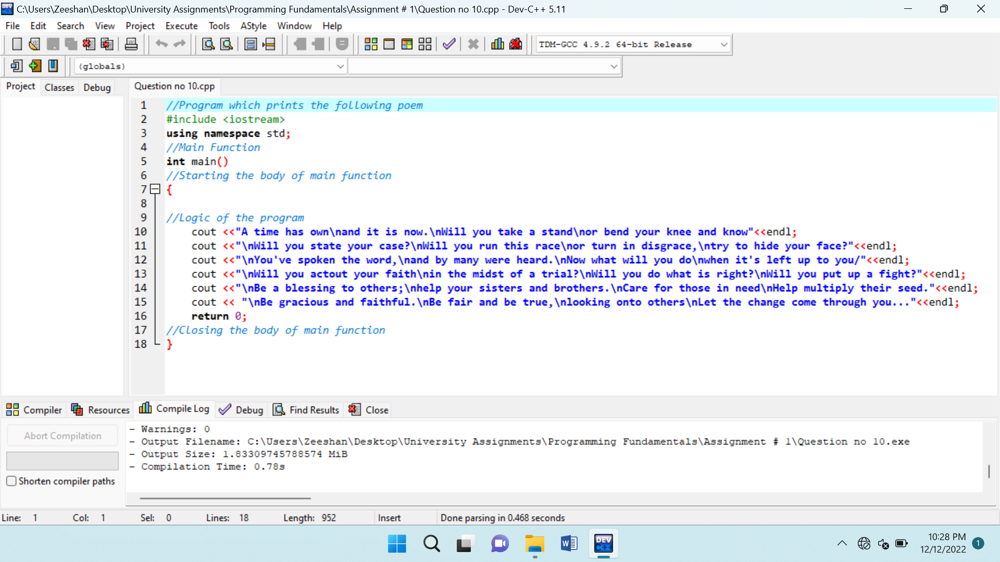 C:\Users\Zeeshan\Desktop\University Assignments\Programming Fundamentals\Assignment # 1\Question no 10.cpp - Dev-C++ 5.11
File Edit Search View Project Execute Tools AStyle Window Help
TDM-GCC 4.9.2 64-bit Release
(globals)
Project Classes Debug Question no 10.cpp
1 //Program which prints the following poem
2 #include <iostream>
3 using namespace std;
4 //Main Function
5 int main()
6 //Starting the body of main function
7 {
8
9 //Logic of the program
10 cout <<"A time has own\nand it is now.\nWill you take a stand\nor bend your knee and know"<<endl;
11 cout <<"\nWill you state your case?\nWill you run this race\nor turn in disgrace,\ntry to hide your face?"<<endl;
12 cout <<"\nYou've spoken the word,\nand by many were heard.\nNow what will you do\nwhen it's left up to you/"<<endl;
13 cout <<"\nWill you actout your faith\nin the midst of a trial?\nWill you do what is right?\nWill you put up a fight?"<<endl;
14 cout <<"\nBe a blessing to others;\nhelp your sisters and brothers.\nCare for those in need\nHelp multiply their seed."<<endl;
15 cout << "\nBe gracious and faithful.\nBe fair and be true,\nlooking onto others\nLet the change come through you..."<<endl;
16 return 0;
17 //Closing the body of main function
18 }
Compiler Resources Compile Log Debug Find Results Close
Abort Compilation
Shorten compiler paths
- Warnings: 0
- Output Filename: C:\Users\Zeeshan\Desktop\University Assignments\Programming Fundamentals\Assignment # 1\Question no 10.exe
- Output Size: 1.83309745788574 MiB
- Compilation Time: 0.78s
Line: 1 Col: 1 Sel: 0 Lines: 18 Length: 952 Insert Done parsing in 0.468 seconds
W DEV C++
10:28 PM
12/12/2022
1